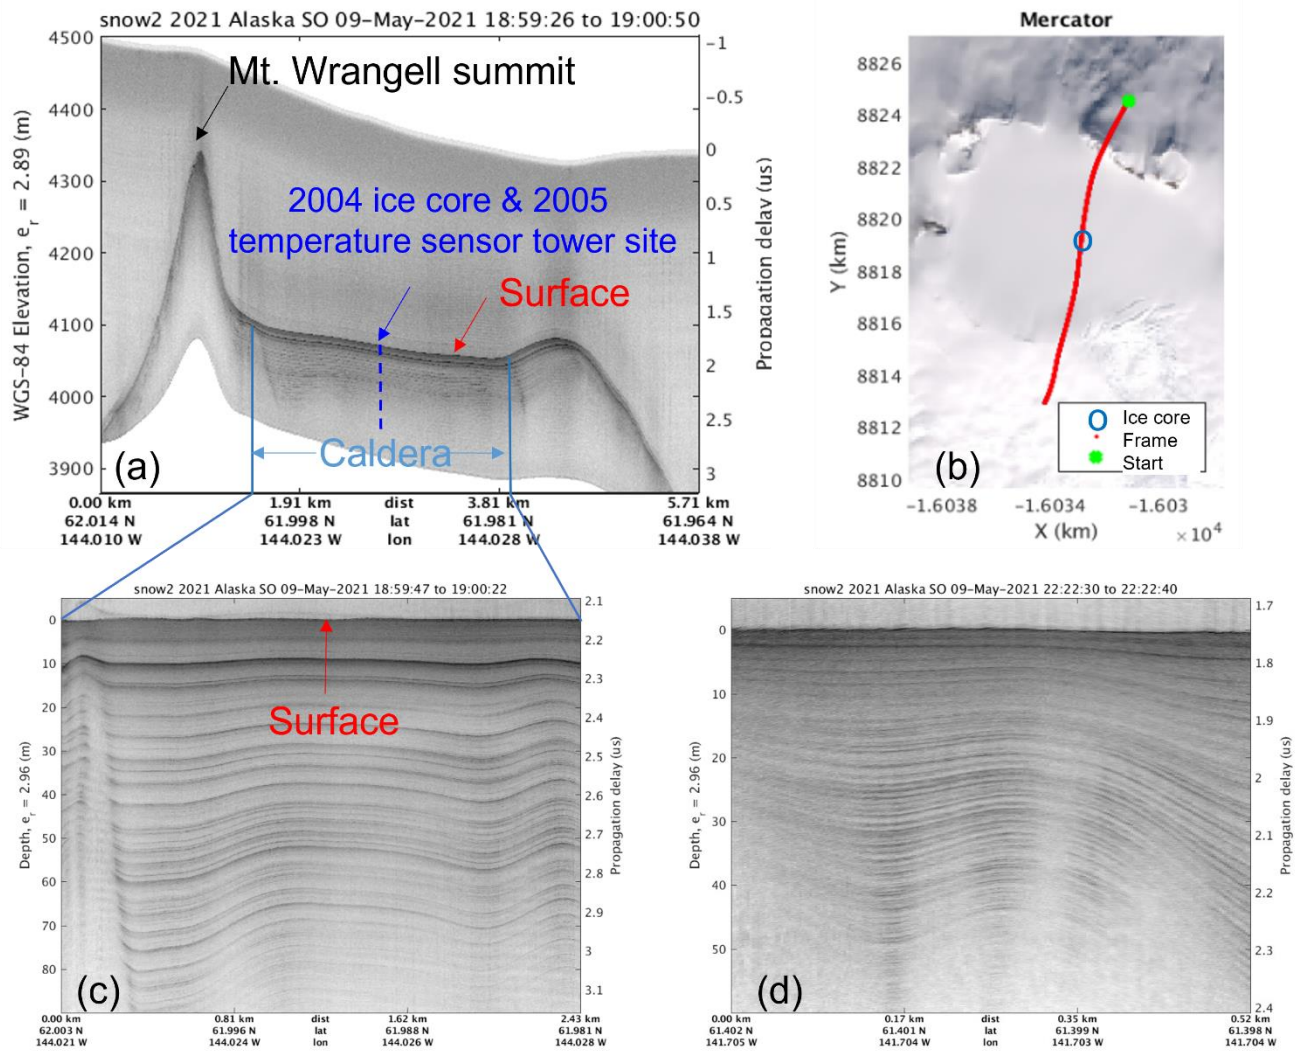 snow2 2021 Alaska SO 09-May-2021 18:59:26 to 19:00:50
4500
4400
4300
4200
4100
4000
3900
WGS-84 Elevation, e_r = 2.89 (m)
Mt. Wrangell summit
2004 ice core & 2005
temperature sensor tower site
Surface
Caldera
(a)
-1
-0.5
0
0.5
1
1.5
2
2.5
3
Propagation delay (us)
0.00 km 1.91 km dist 3.81 km 5.71 km
62.014 N 61.998 N lat 61.981 N 61.964 N
144.010 W 144.023 W lon 144.028 W 144.038 W
Mercator
8826
8824
8822
8820
8818
8816
8814
8812
8810
Y (km)
O
(b)
O Ice core
Frame
Start
-1.6038 -1.6034 -1.603
X (km) ×10⁴
snow2 2021 Alaska SO 09-May-2021 18:59:47 to 19:00:22
0
10
20
30
40
50
60
70
80
Depth, e_r = 2.96 (m)
Surface
(c)
2.1
2.2
2.3
2.4
2.5
2.6
2.7
2.8
2.9
3
3.1
Propagation delay (us)
0.00 km 0.81 km dist 1.62 km 2.43 km
62.003 N 61.996 N lat 61.988 N 61.981 N
144.021 W 144.024 W lon 144.026 W 144.028 W
snow2 2021 Alaska SO 09-May-2021 22:22:30 to 22:22:40
0
10
20
30
40
50
Depth, e_r = 2.96 (m)
(d)
1.7
1.8
1.9
2
2.1
2.2
2.3
2.4
Propagation delay (us)
0.00 km 0.17 km dist 0.35 km 0.52 km
61.402 N 61.401 N lat 61.399 N 61.398 N
141.705 W 141.704 W lon 141.703 W 141.704 W